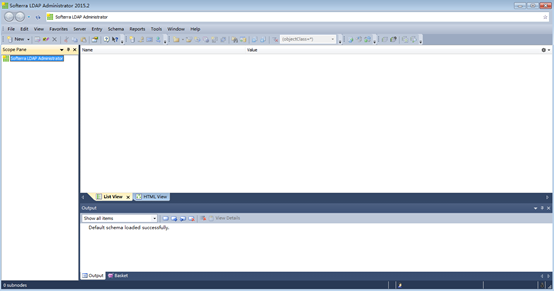 Softerra LDAP Administrator 2015.2
Softerra LDAP Administrator
File Edit View Favorites Server Entry Schema Reports Tools Window Help
New (objectClass=*)
Scope Pane
Name Value
Softerra LDAP Administrator
List View HTML View
Output
Show all items View Details
Default schema loaded successfully.
Output Basket
0 subnodes